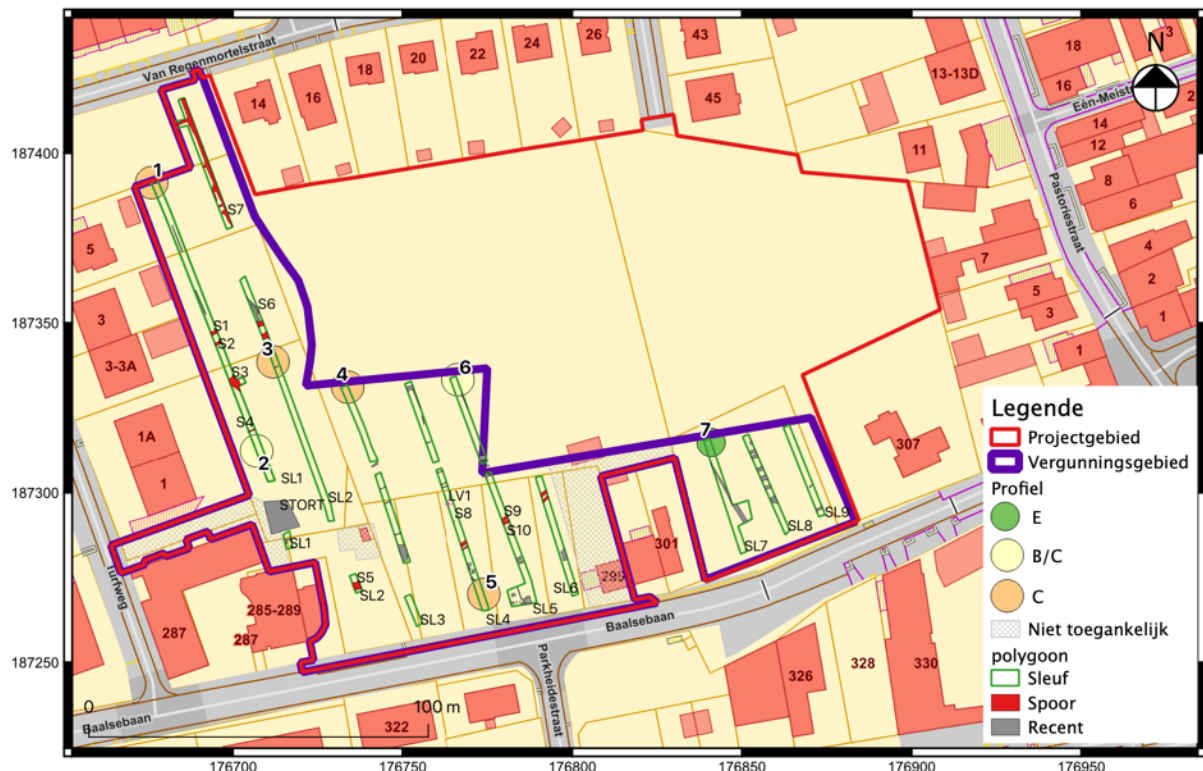 Van Regenmortelstraat
14
16
18
20
22
24
26
43
45
13-13D
18
16
3
2
N
14
12
8
6
4
2
1
11
7
5
3
1
Pastoriestraat
187400
187350
187300
187250
1
S7
5
S1
S2
S6
3
S3
3
3-3A
4
6
S4
2
SL1
1A
1
STORT
SL2
SL1
LV1
S8
S9
S10
7
SL9
SL8
SL7
307
301
299
S5
SL2
SL3
5
SL4
SL5
SL6
Turfweg
287
285-289
287
Baalsebaan
Baalsebaan
Parkheidestraat
322
326
328
330
0
100 m
Legende
Projectgebied
Vergunningsgebied
Profiel
E
B/C
C
Niet toegankelijk
polygoon
Sleuf
Spoor
Recent
176700
176750
176800
176850
176900
176950